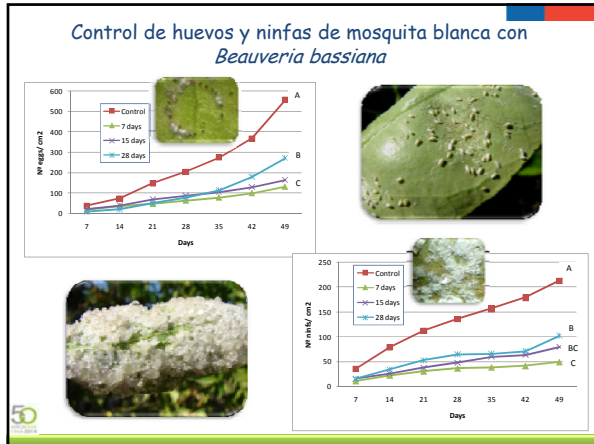 Control de huevos y ninfas de mosquita blanca con
Beauveria bassiana
600
500
400
300
200
100
0
Nº eggs/ cm2
Control
7 days
15 days
28 days
A
B
C
7 14 21 28 35 42 49
Days
250
200
150
100
50
0
Nº ninfs/ cm2
Control
7 days
15 days
28 days
A
B
BC
C
7 14 21 28 35 42 49
Days
50